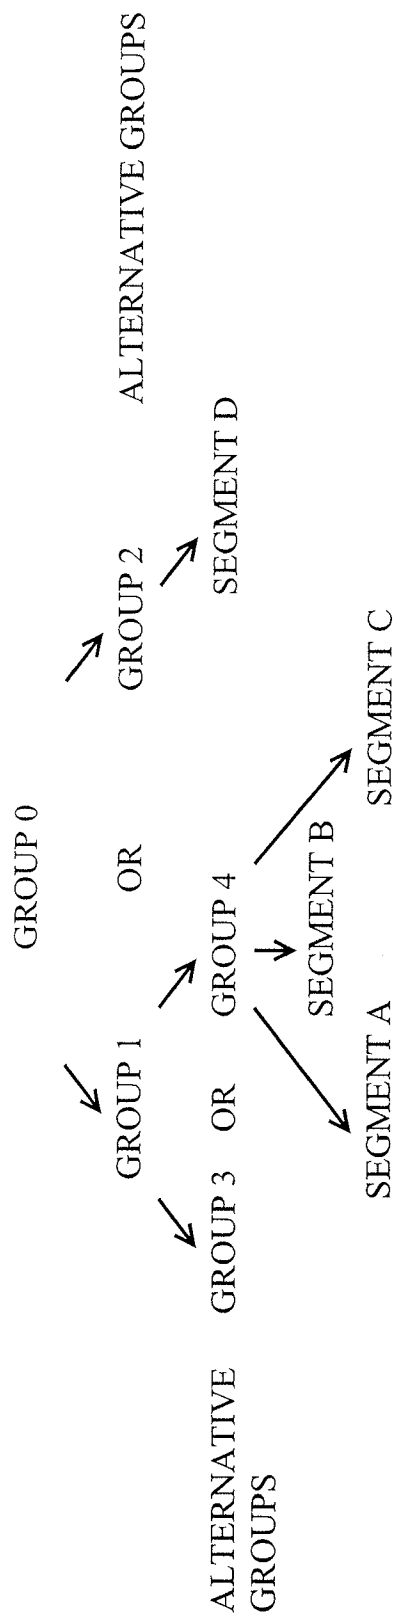 GROUP 0
GROUP 1 OR GROUP 2 ALTERNATIVE GROUPS
ALTERNATIVE
GROUPS
GROUP 3 OR GROUP 4 SEGMENT D
SEGMENT B
SEGMENT A SEGMENT C